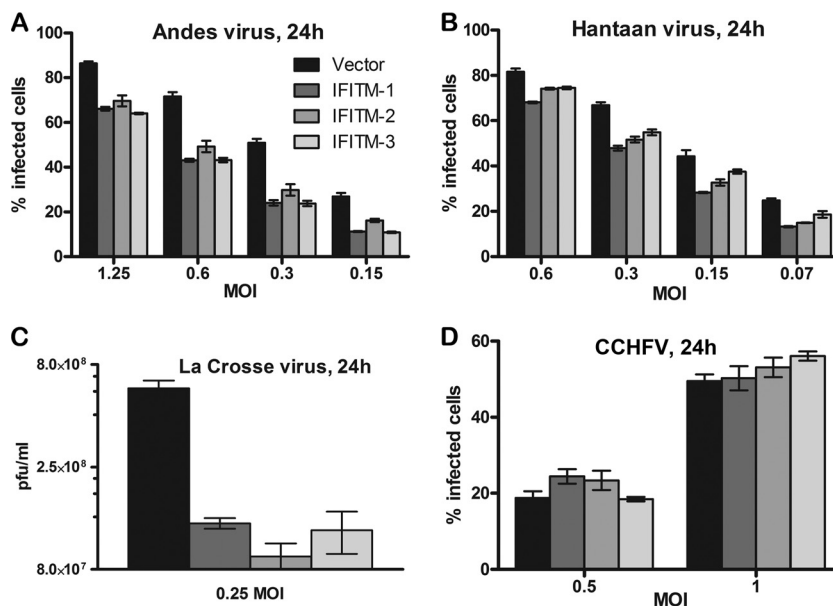 A
Andes virus, 24h
Vector
IFITM-1
IFITM-2
IFITM-3
% infected cells
100
80
60
40
20
0
1.25 0.6 0.3 0.15
MOI
B
Hantaan virus, 24h
% infected cells
100
80
60
40
20
0
0.6 0.3 0.15 0.07
MOI
C
La Crosse virus, 24h
pfu/ml
8.0×10⁸
2.5×10⁸
8.0×10⁷
0.25 MOI
D
CCHFV, 24h
% infected cells
60
40
20
0
0.5 1
MOI